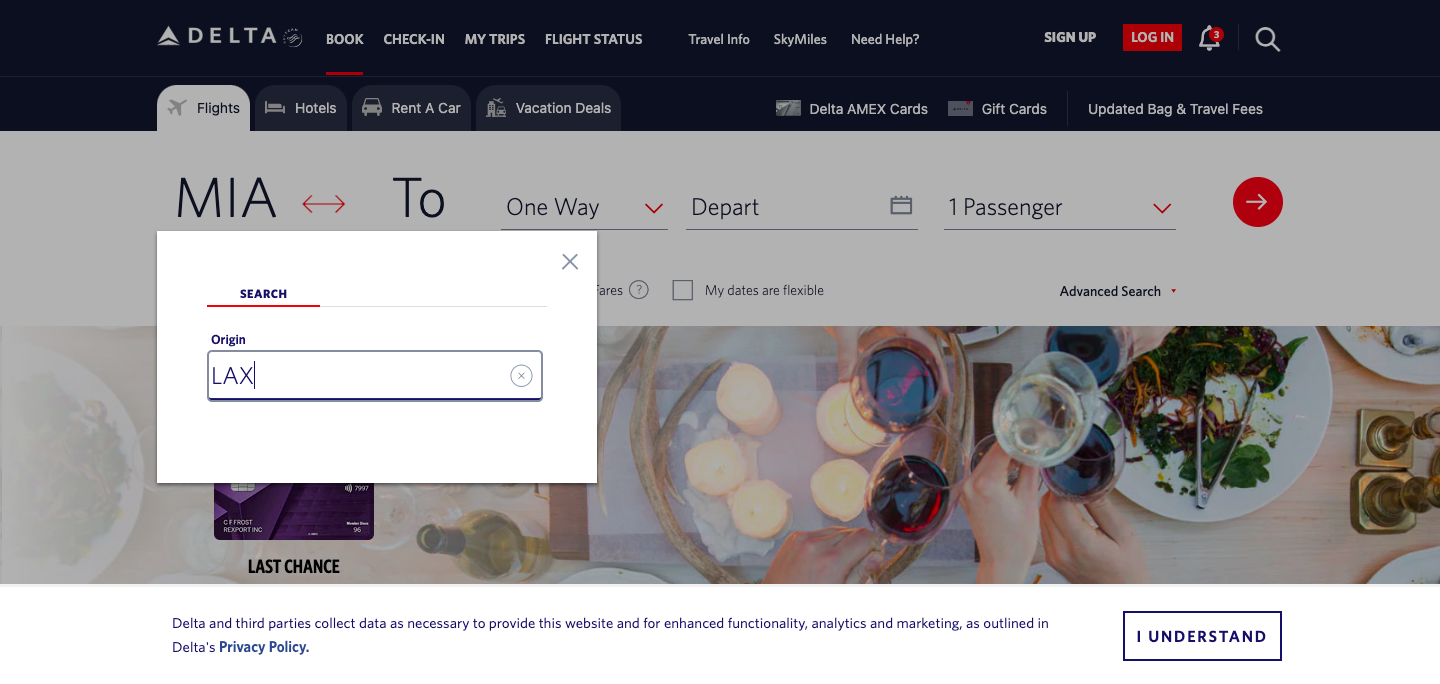 DELTA
BOOK
CHECK-IN
MY TRIPS
FLIGHT STATUS
Travel Info
SkyMiles
Need Help?
SIGN UP
LOG IN
3
Flights
Hotels
Rent A Car
Vacation Deals
Delta AMEX Cards
Gift Cards
Updated Bag & Travel Fees
MIA
To
One Way
Depart
1 Passenger
Fares
?
My dates are flexible
Advanced Search
SEARCH
Origin
LAX
7997
C F FROST
REXPORT INC
Member Since
96
LAST CHANCE
Delta and third parties collect data as necessary to provide this website and for enhanced functionality, analytics and marketing, as outlined in
Delta's Privacy Policy.
I UNDERSTAND